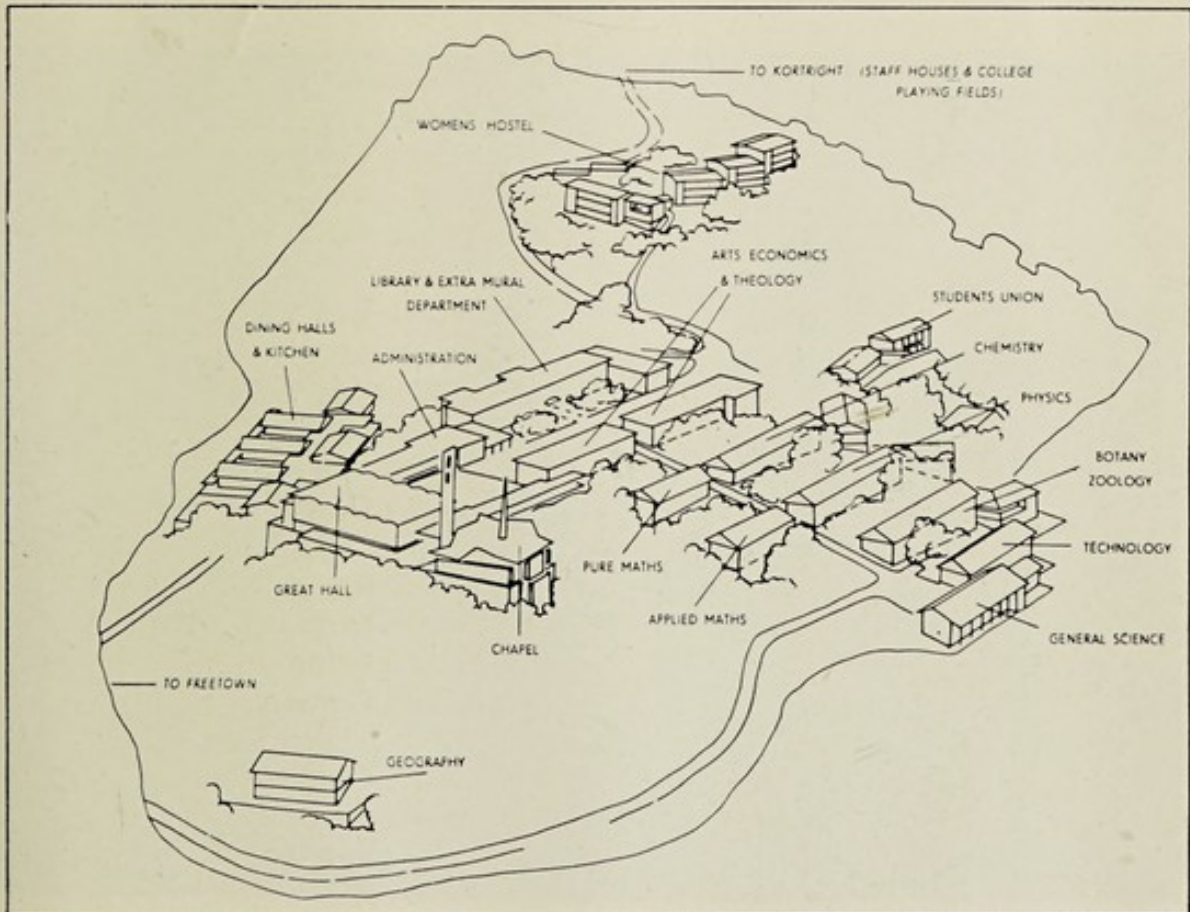 TO KORTRIGHT (STAFF HOUSES & COLLEGE
PLAYING FIELDS)
WOMENS HOSTEL
ARTS ECONOMICS
& THEOLOGY
LIBRARY & EXTRA MURAL
DEPARTMENT
STUDENTS UNION
DINING HALLS
& KITCHEN
ADMINISTRATION
CHEMISTRY
PHYSICS
BOTANY
ZOOLOGY
TECHNOLOGY
PURE MATHS
GREAT HALL
APPLIED MATHS
GENERAL SCIENCE
CHAPEL
TO FREETOWN
GEOGRAPHY